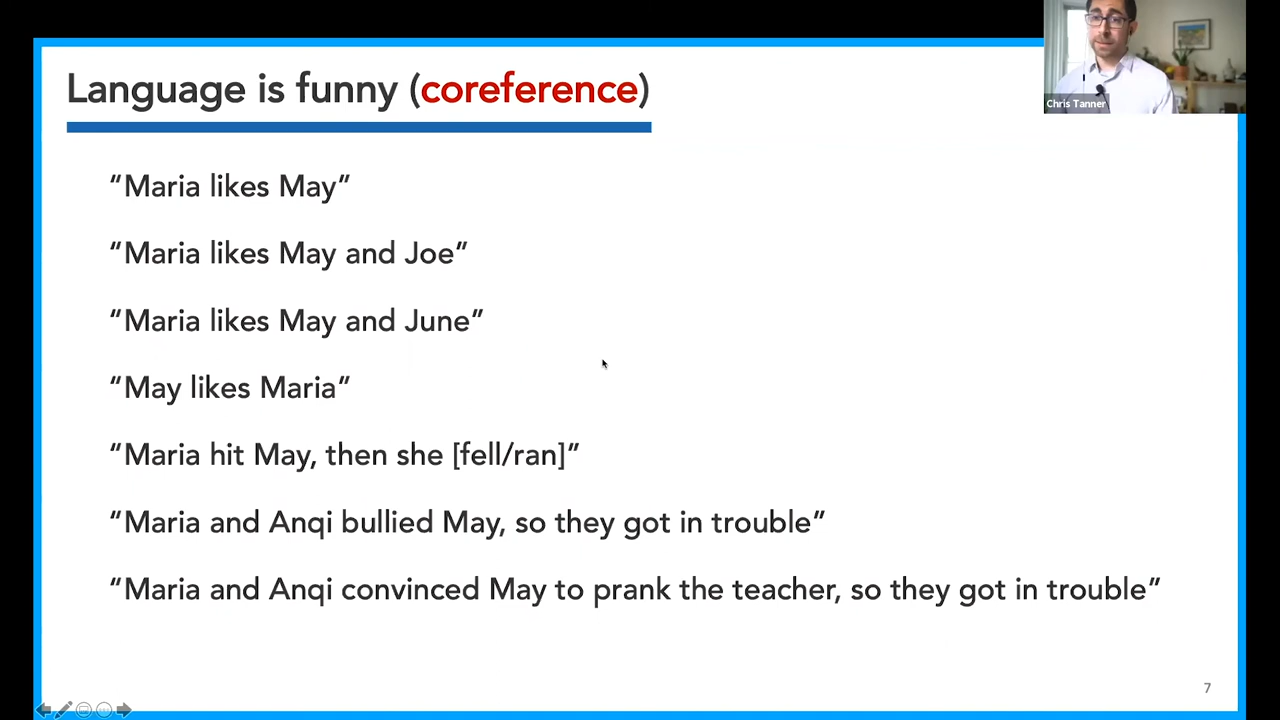 Language is funny (coreference)
Chris Tanner
“Maria likes May”
“Maria likes May and Joe”
“Maria likes May and June”
“May likes Maria”
“Maria hit May, then she [fell/ran]”
“Maria and Anqi bullied May, so they got in trouble”
“Maria and Anqi convinced May to prank the teacher, so they got in trouble”
7